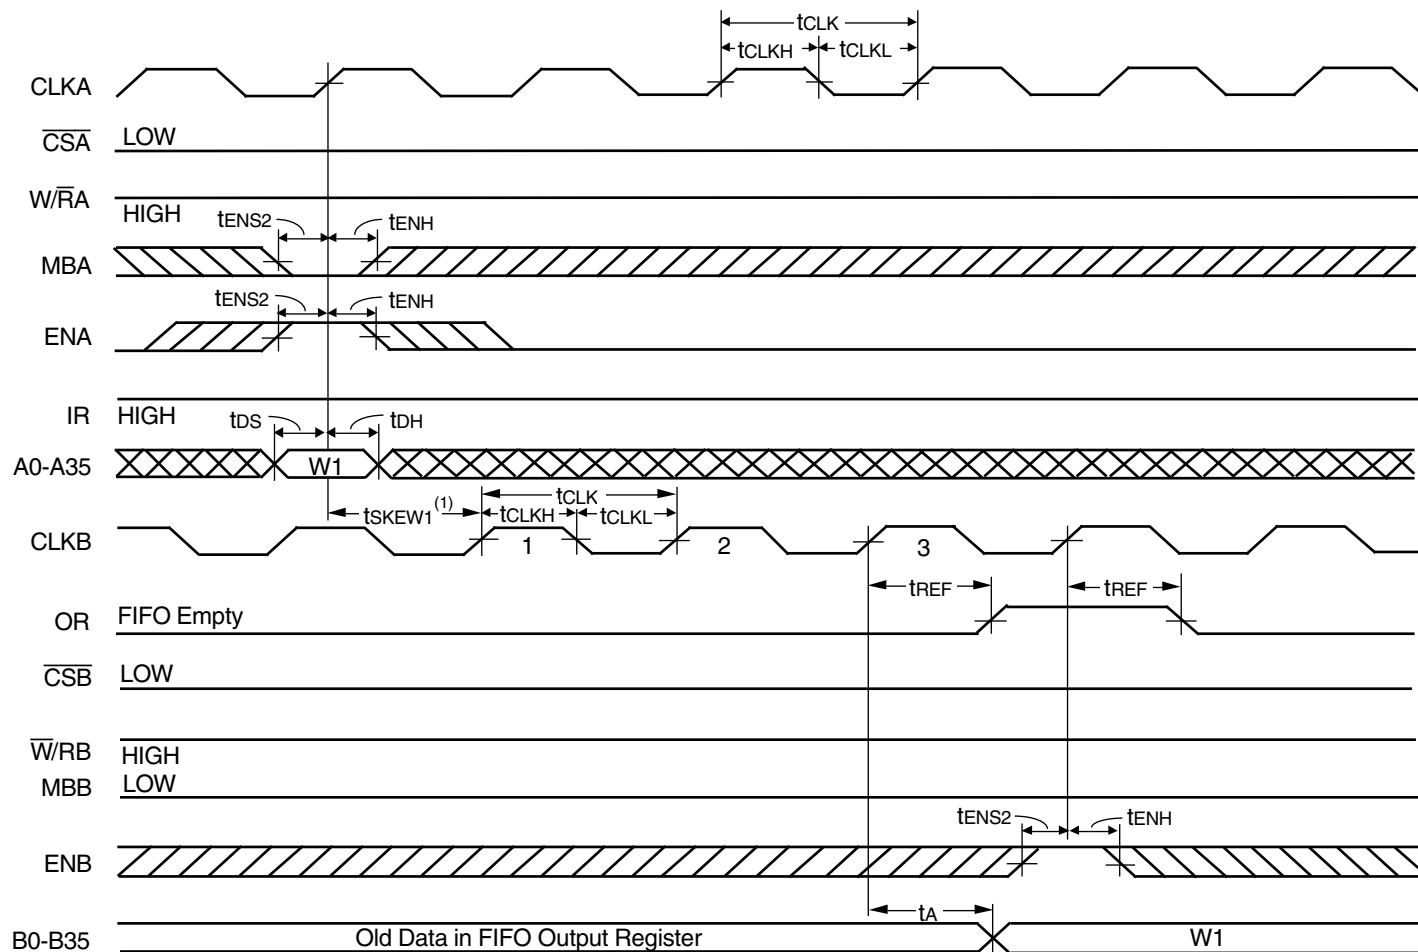 tCLK
tCLKH tCLKL
CLKA
CSA LOW
W/RA
HIGH
tENS2 tENH
MBA
tENS2 tENH
ENA
IR HIGH
tDS tDH
A0-A35 W1
tSKEW1(1) tCLK
tCLKH tCLKL
CLKB 1 2 3
tREF tREF
OR FIFO Empty
CSB LOW
W/RB HIGH
MBB LOW
tENS2 tENH
ENB
tA
B0-B35 Old Data in FIFO Output Register W1